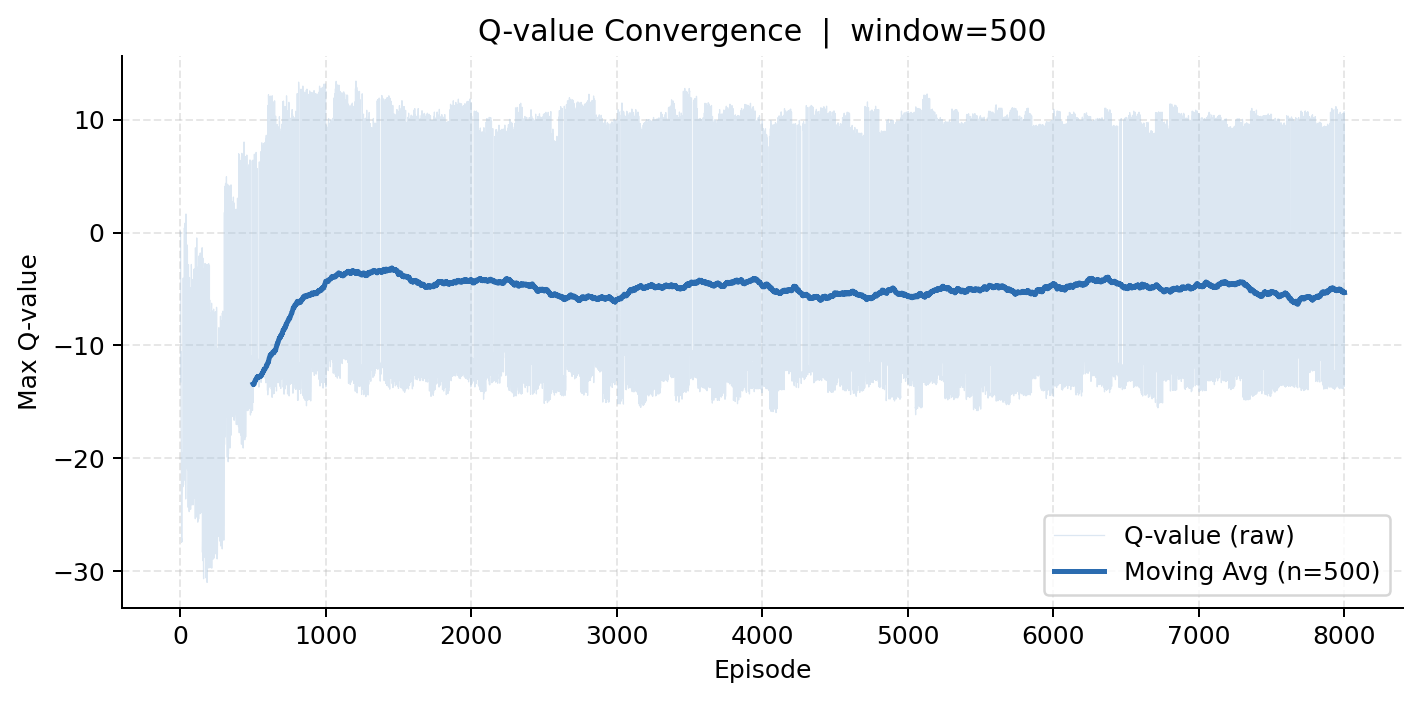 Q-value Convergence | window=500
Max Q-value
10
0
−10
−20
−30
0 1000 2000 3000 4000 5000 6000 7000 8000
Episode
Q-value (raw)
Moving Avg (n=500)